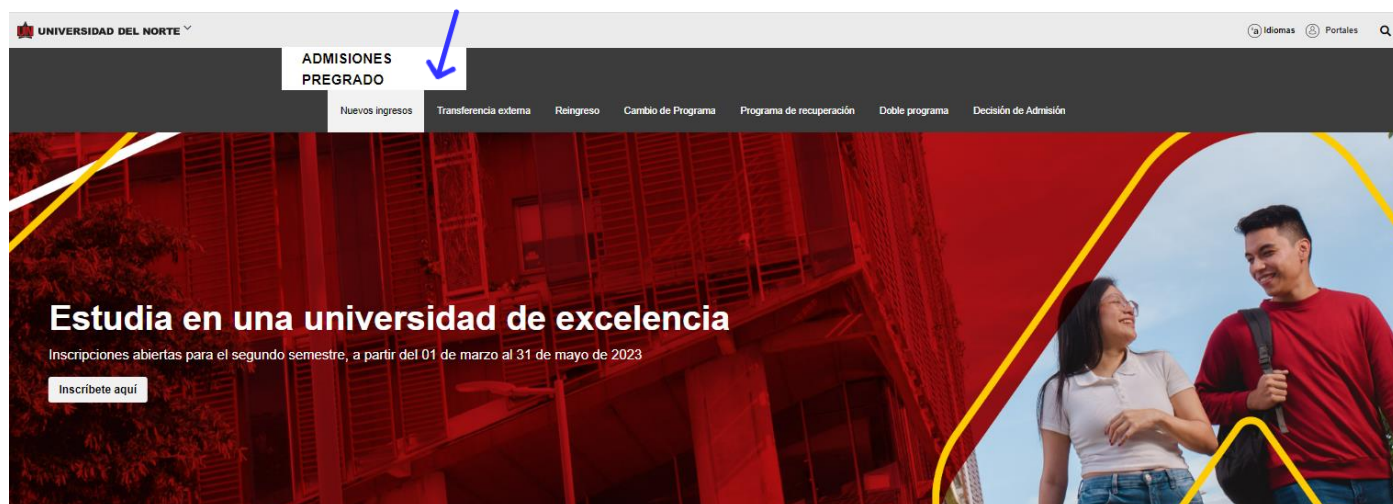 UNIVERSIDAD DEL NORTE
Idiomas Portales
ADMISIONES
PREGRADO
Nuevos ingresos Transferencia externa Reingreso Cambio de Programa Programa de recuperación Doble programa Decisión de Admisión
Estudia en una universidad de excelencia
Inscripciones abiertas para el segundo semestre, a partir del 01 de marzo al 31 de mayo de 2023
Inscríbete aquí